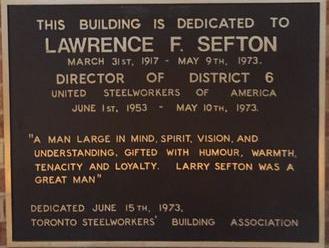 THIS BUILDING IS DEDICATED TO
LAWRENCE F. SEFTON
MARCH 31ST, 1917 - MAY 9TH, 1973.
DIRECTOR OF DISTRICT 6
UNITED STEELWORKERS OF AMERICA
JUNE 1ST, 1953 - MAY 10TH, 1973.
"A MAN LARGE IN MIND, SPIRIT, VISION, AND
UNDERSTANDING, GIFTED WITH HUMOUR, WARMTH,
TENACITY AND LOYALTY. LARRY SEFTON WAS A
GREAT MAN"
DEDICATED JUNE 15TH, 1973,
TORONTO STEELWORKERS' BUILDING ASSOCIATION